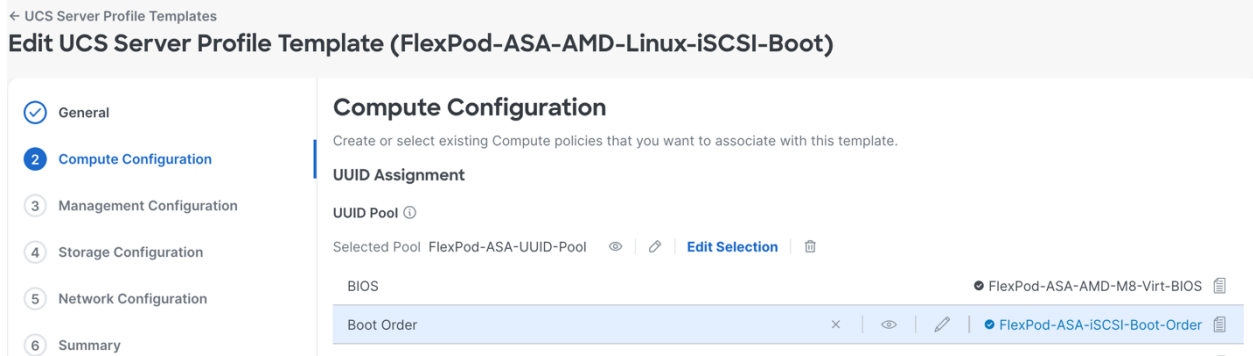 ← UCS Server Profile Templates
Edit UCS Server Profile Template (FlexPod-ASA-AMD-Linux-iSCSI-Boot)
General
2 Compute Configuration
3 Management Configuration
4 Storage Configuration
5 Network Configuration
6 Summary
Compute Configuration
Create or select existing Compute policies that you want to associate with this template.
UUID Assignment
UUID Pool
Selected Pool FlexPod-ASA-UUID-Pool Edit Selection
BIOS FlexPod-ASA-AMD-M8-Virt-BIOS
Boot Order FlexPod-ASA-iSCSI-Boot-Order